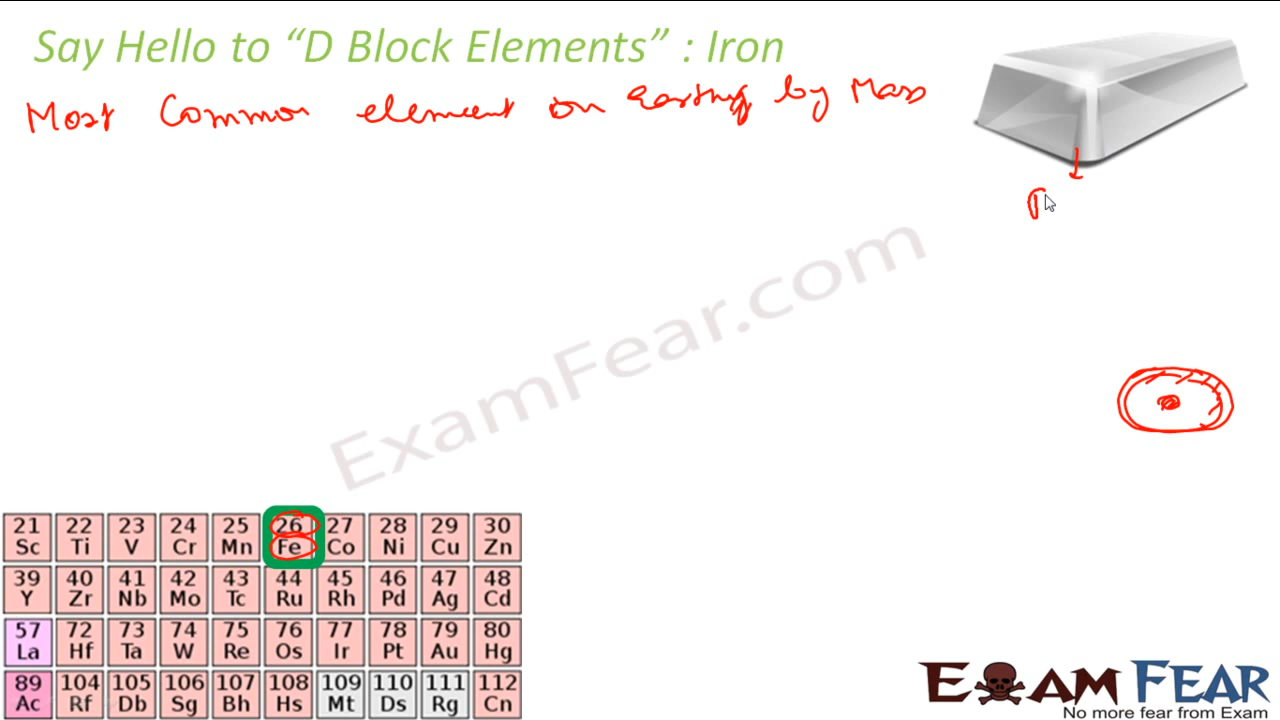 Say Hello to “D Block Elements” : Iron
Most Common element on by Mass
ExamFear.com
21 22 23 24 25 26 27 28 29 30
Sc Ti V Cr Mn Fe Co Ni Cu Zn
39 40 41 42 43 44 45 46 47 48
Y Zr Nb Mo Tc Ru Rh Pd Ag Cd
57 72 73 74 75 76 77 78 79 80
La Hf Ta W Re Os Ir Pt Au Hg
89 104 105 106 107 108 109 110 111 112
Ac Rf Db Sg Bh Hs Mt Ds Rg Cn
EXAM FEAR
No more fear from Exam